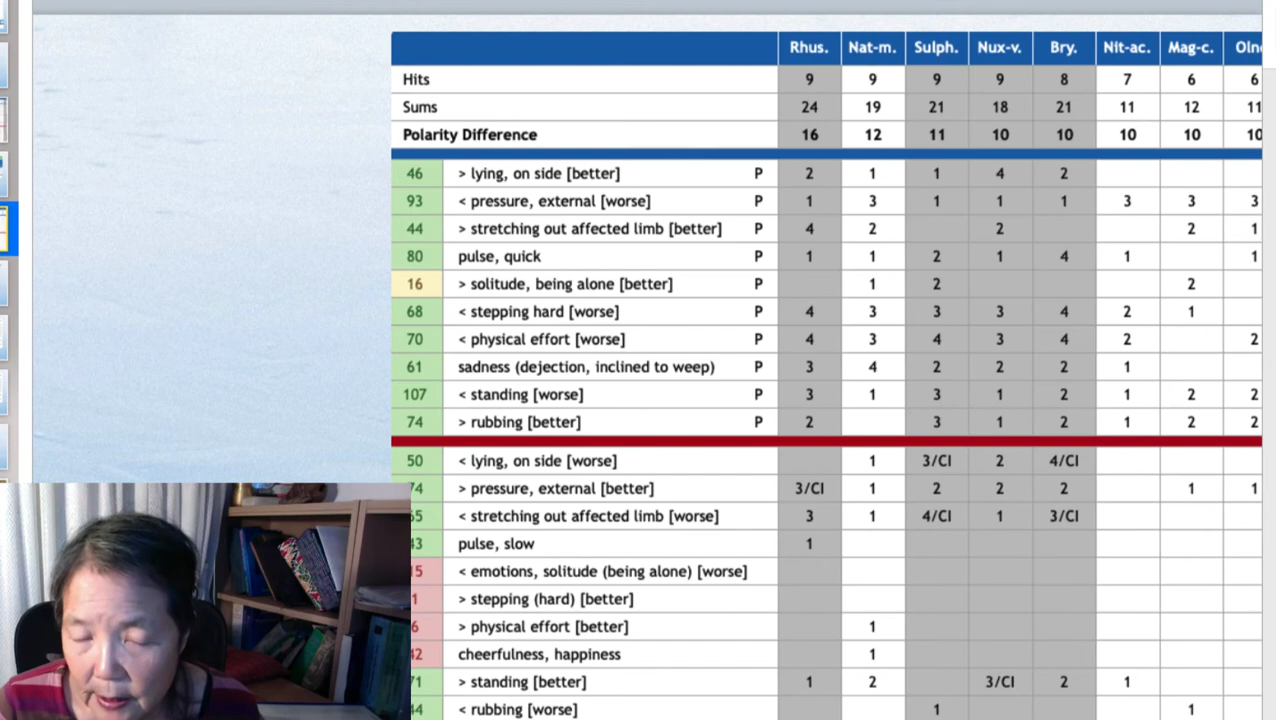 Rhus. Nat-m. Sulph. Nux-v. Bry. Nit-ac. Mag-c.
Hits 9 9 9 9 8 7 6 6
Sums 24 19 21 18 21 11 12 11
Polarity Difference 16 12 11 10 10 10 10 10
46 > lying, on side [better] P 2 1 1 4 2
93 < pressure, external [worse] P 1 3 1 1 1 3 3 3
44 > stretching out affected limb [better] P 4 2 2 2 1
80 pulse, quick P 1 1 2 1 4 1 1
16 > solitude, being alone [better] P 1 2 2
68 < stepping hard [worse] P 4 3 3 3 4 2 1
70 < physical effort [worse] P 4 3 4 3 4 2 2
61 sadness (dejection, inclined to weep) P 3 4 2 2 2 1
107 < standing [worse] P 3 1 3 1 2 1 2 2
74 > rubbing [better] P 2 3 1 2 1 2 2
50 < lying, on side [worse] 1 3/CI 2 4/CI
74 > pressure, external [better] 3/CI 1 2 2 2 1 1
65 < stretching out affected limb [worse] 3 1 4/CI 1 3/CI
43 pulse, slow 1
15 < emotions, solitude (being alone) [worse]
1 > stepping (hard) [better]
6 > physical effort [better] 1
42 cheerfulness, happiness 1
71 > standing [better] 1 2 3/CI 2 1
44 < rubbing [worse] 1 1